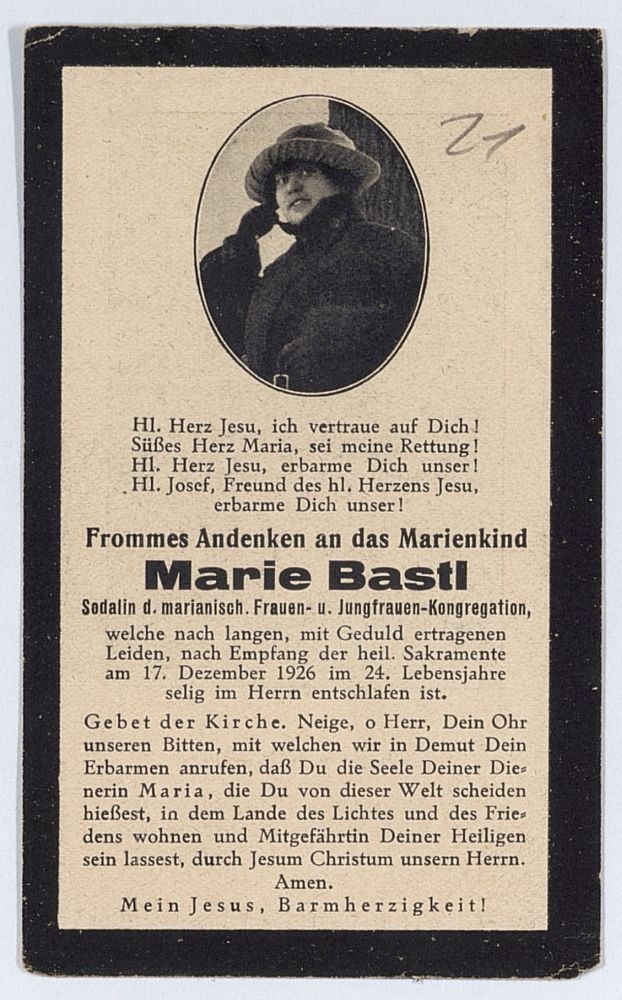 21
Hl. Herz Jesu, ich vertraue auf Dich!
Süßes Herz Maria, sei meine Rettung!
Hl. Herz Jesu, erbarme Dich unser!
Hl. Josef, Freund des hl. Herzens Jesu,
erbarme Dich unser!
Frommes Andenken an das Marienkind
Marie Bastl
Sodalin d. marianisch. Frauen- u. Jungfrauen-Kongregation,
welche nach langen, mit Geduld ertragenen
Leiden, nach Empfang der heil. Sakramente
am 17. Dezember 1926 im 24. Lebensjahre
selig im Herrn entschlafen ist.
Gebet der Kirche. Neige, o Herr, Dein Ohr
unseren Bitten, mit welchen wir in Demut Dein
Erbarmen anrufen, daß Du die Seele Deiner Die-
nerin Maria, die Du von dieser Welt scheiden
hießest, in dem Lande des Lichtes und des Frie-
dens wohnen und Mitgefährtin Deiner Heiligen
sein lassest, durch Jesum Christum unsern Herrn.
Amen.
Mein Jesus, Barmherzigkeit!